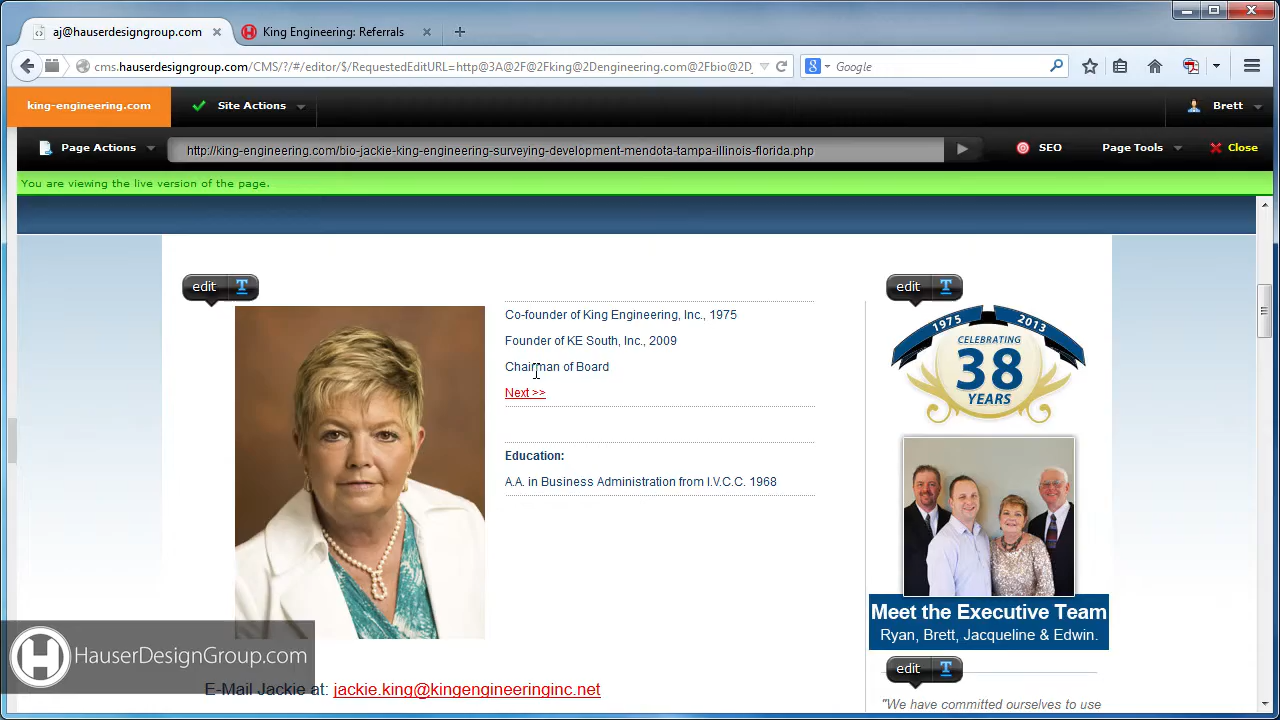 aj@hauserdesigngroup.com
King Engineering: Referrals
cms.hauserdesigngroup.com/CMS/?/#/editor/$/RequestedEditURL=http@3A@2F@2Fking@2Dengineering.com@2Fbio@2D
Google
king-engineering.com
Site Actions
Brett
Page Actions
http://king-engineering.com/bio-jackie-king-engineering-surveying-development-mendota-tampa-illinois-florida.php
SEO
Page Tools
Close
You are viewing the live version of the page.
edit T
edit T
Co-founder of King Engineering, Inc., 1975
Founder of KE South, Inc., 2009
Chairman of Board
Next >>
Education:
A.A. in Business Administration from I.V.C.C. 1968
1975 2013
CELEBRATING
38
YEARS
Meet the Executive Team
Ryan, Brett, Jacqueline & Edwin.
edit T
"We have committed ourselves to use
E-Mail Jackie at: jackie.king@kingengineeringinc.net
HauserDesignGroup.com